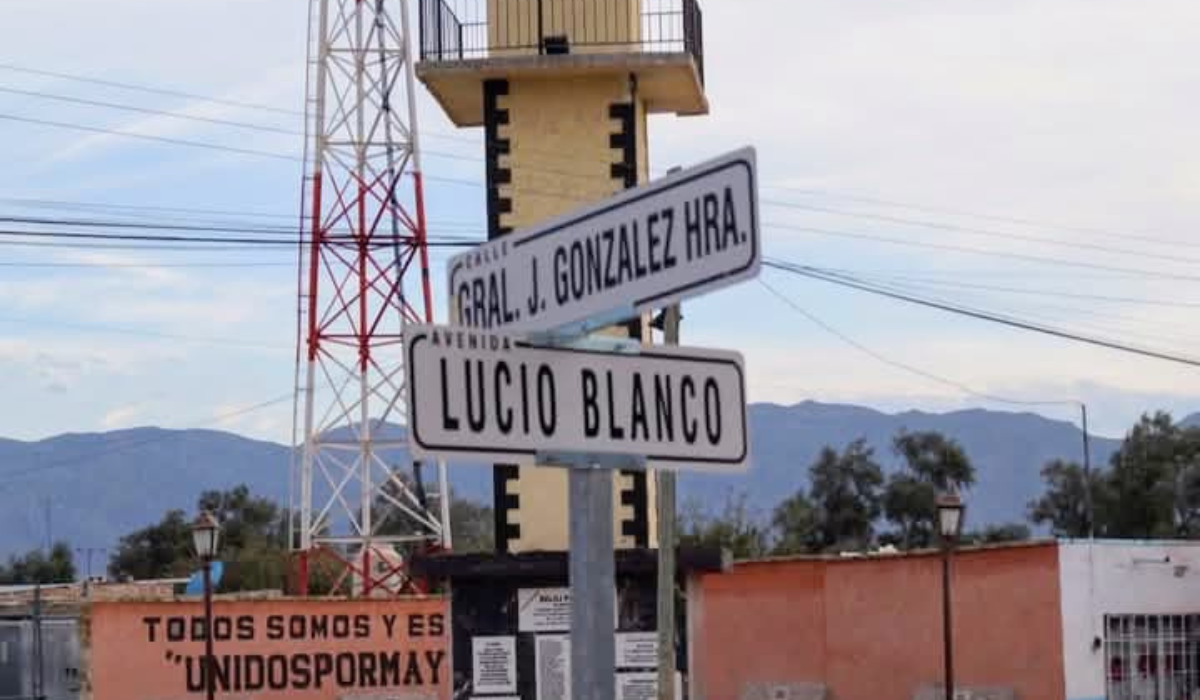 CALLE
GRAL. J. GONZALEZ HRA.
AVENIDA
LUCIO BLANCO
TODOS SOMOS Y ES
"UNIDOSPORMAY